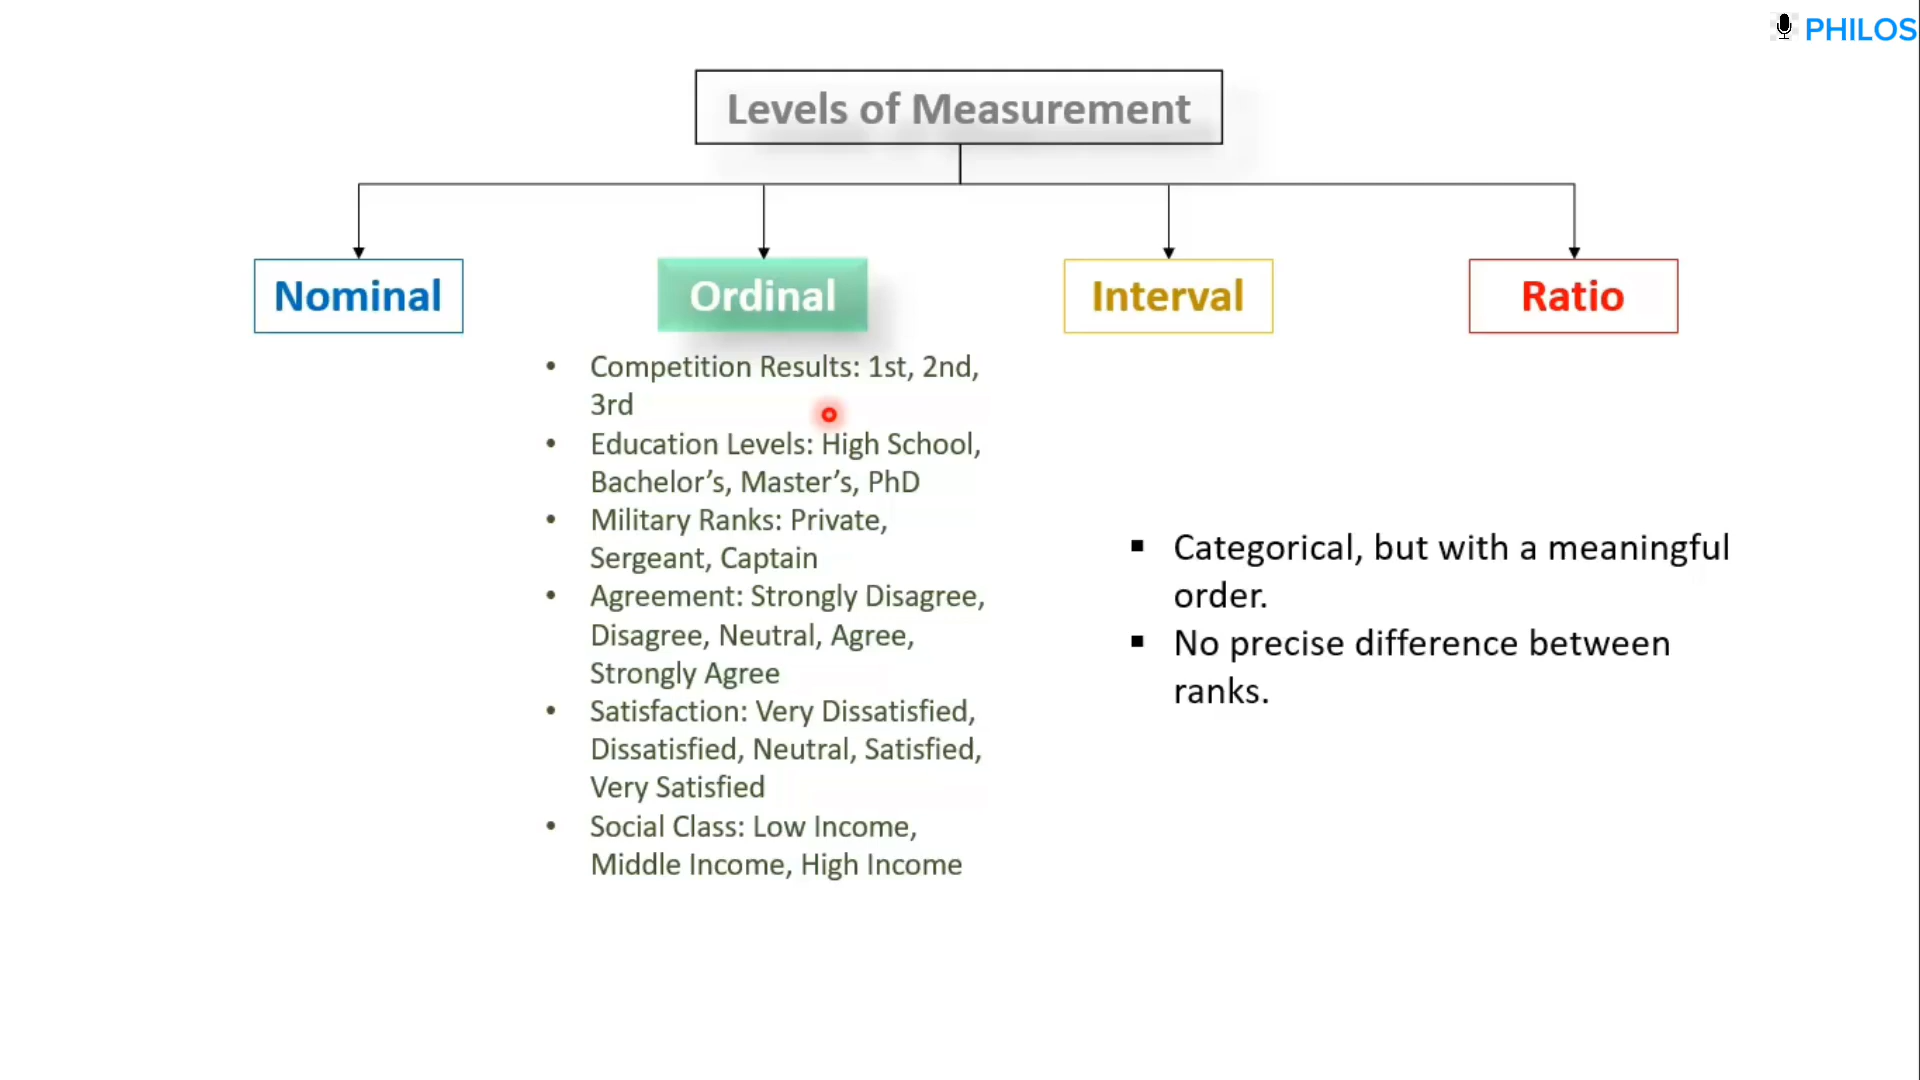 PHILOS
Levels of Measurement
Nominal
Ordinal
Interval
Ratio
• Competition Results: 1st, 2nd,
3rd
• Education Levels: High School,
Bachelor’s, Master’s, PhD
• Military Ranks: Private,
Sergeant, Captain
• Agreement: Strongly Disagree,
Disagree, Neutral, Agree,
Strongly Agree
• Satisfaction: Very Dissatisfied,
Dissatisfied, Neutral, Satisfied,
Very Satisfied
• Social Class: Low Income,
Middle Income, High Income
▪ Categorical, but with a meaningful
order.
▪ No precise difference between
ranks.